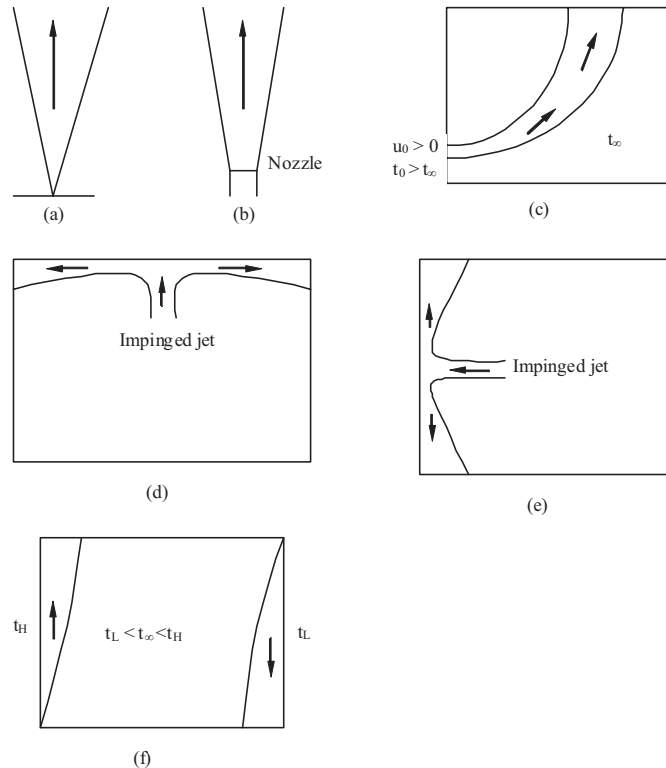 Nozzle
(a)
(b)
u₀ > 0
t₀ > t∞
t∞
(c)
Impinged jet
(d)
Impinged jet
(e)
t_H
t_L < t∞ < t_H
t_L
(f)